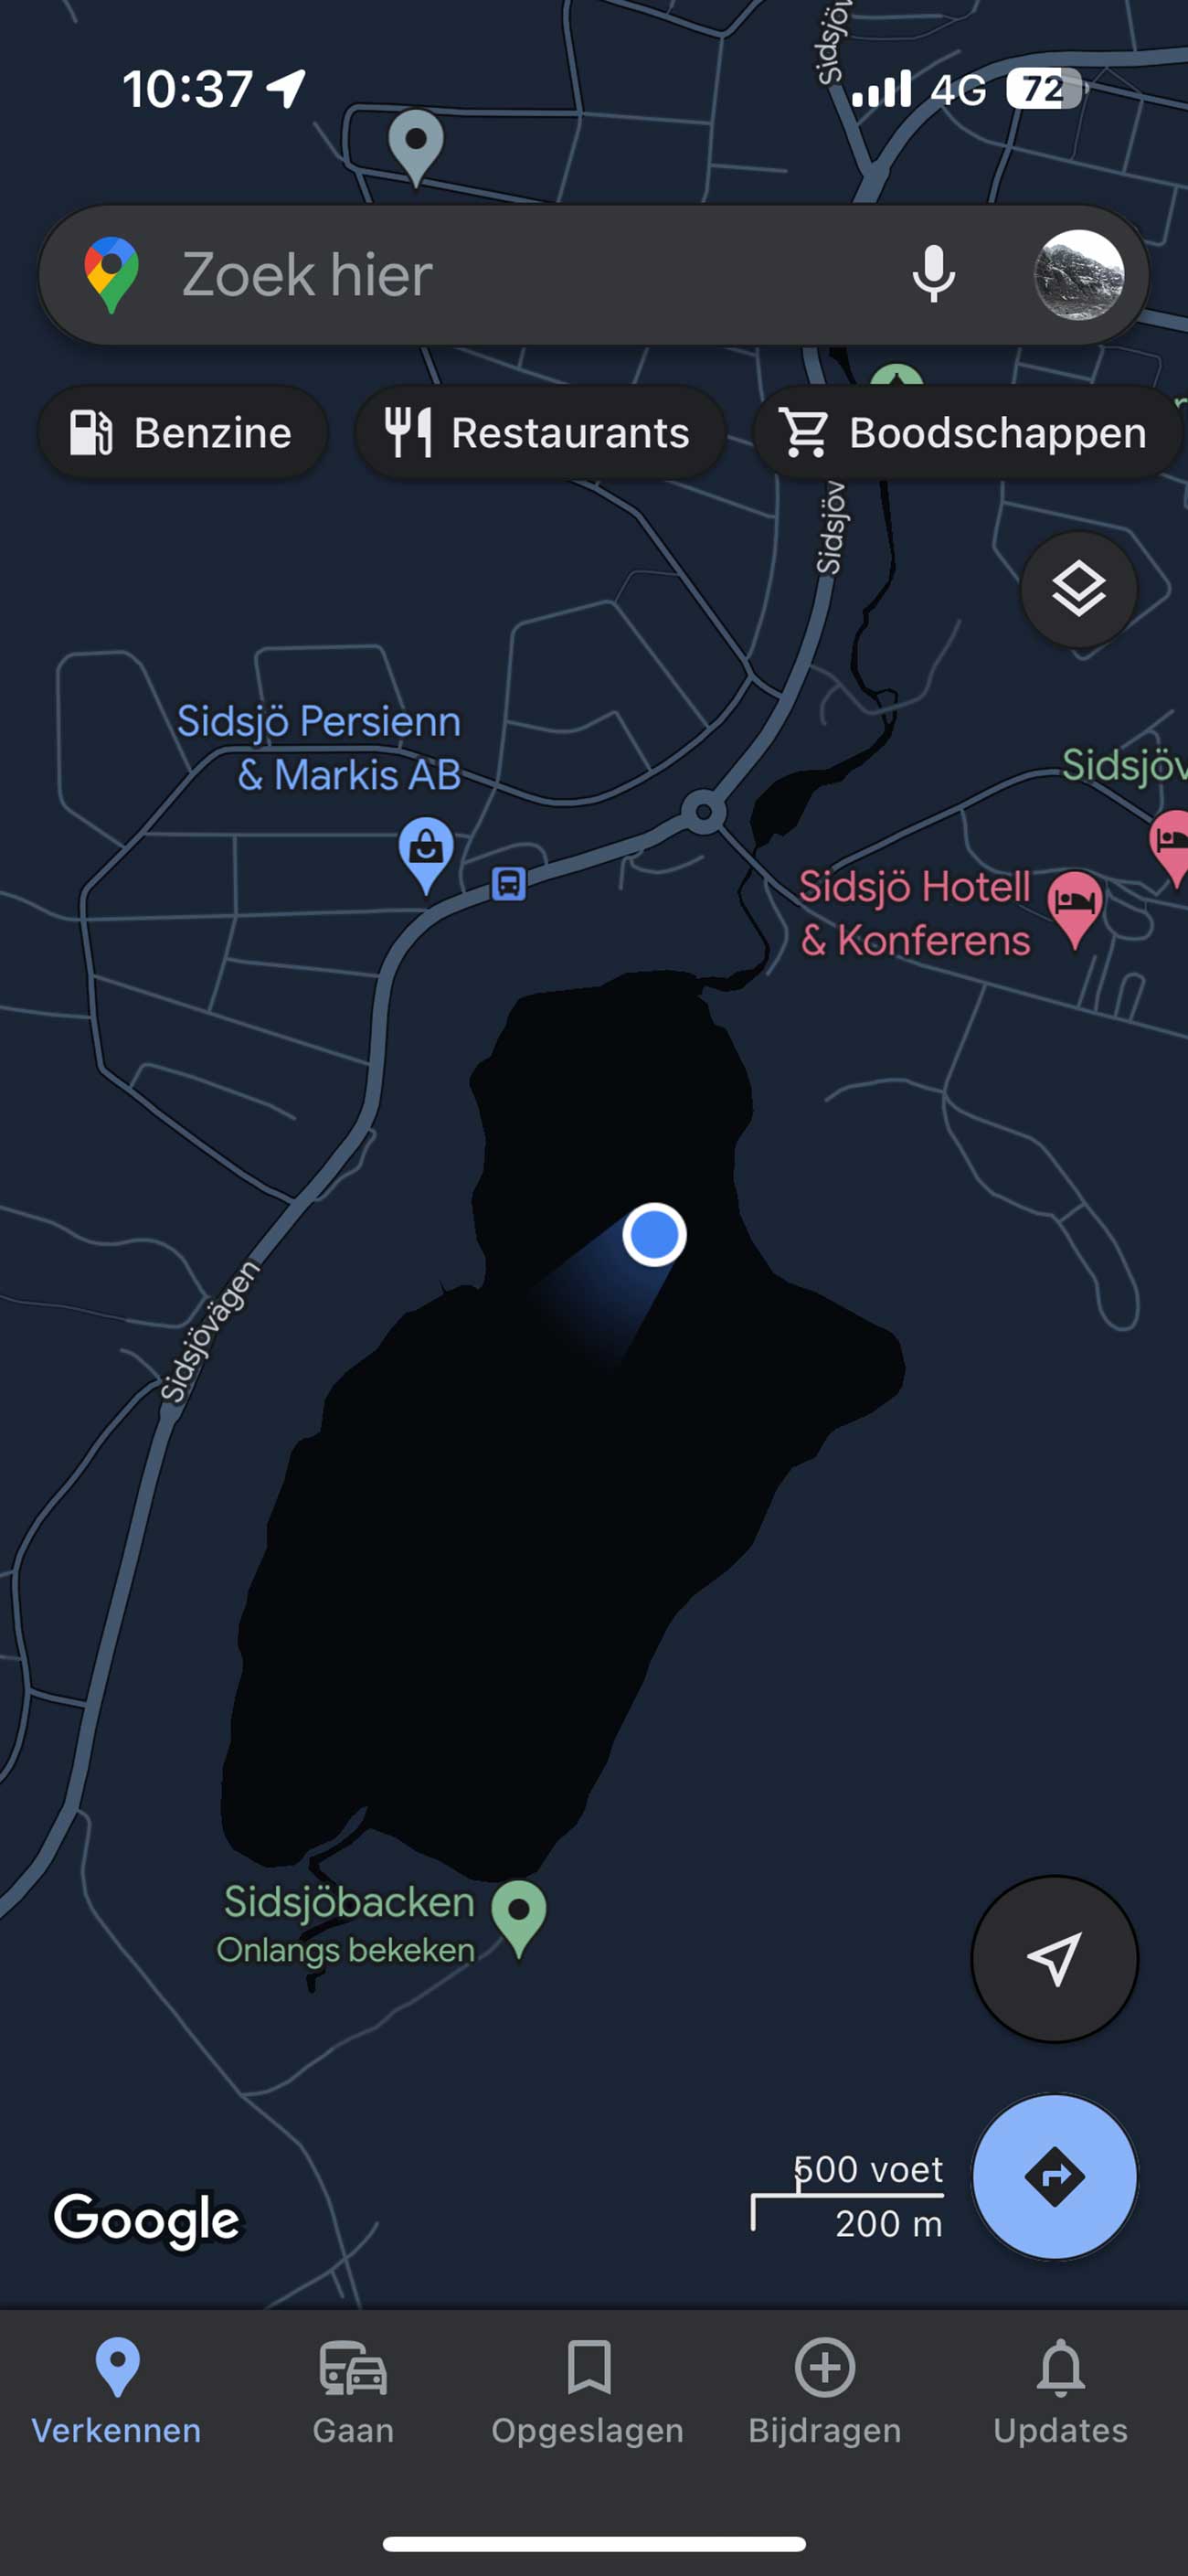 Sidsjöv
10:37
4G
72
Zoek hier
Benzine
Restaurants
Boodschappen
Sidsjöv
Sidsjö Persienn
& Markis AB
Sidsjöv
Sidsjö Hotell
& Konferens
Sidsjövägen
Sidsjöbacken
Onlangs bekeken
500 voet
200 m
Google
Verkennen
Gaan
Opgeslagen
Bijdragen
Updates